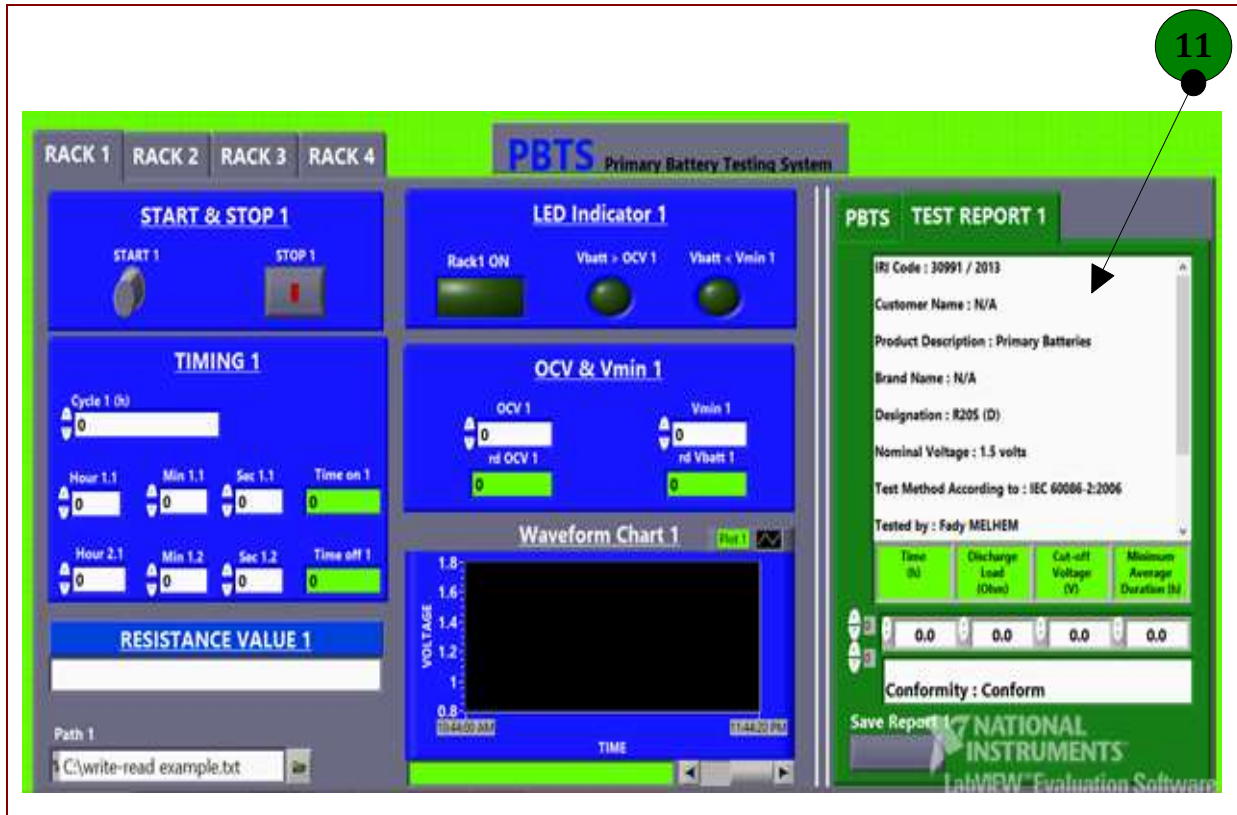 11
RACK 1 RACK 2 RACK 3 RACK 4
PBTS Primary Battery Testing System
START & STOP 1
START 1 STOP 1
TIMING 1
Cycle 1 (h)
0
Hour 1.1 Min 1.1 Sec 1.1 Time on 1
0 0 0 0
Hour 2.1 Min 1.2 Sec 1.2 Time off 1
0 0 0 0
RESISTANCE VALUE 1
Path 1
C:\write-read example.txt
LED Indicator 1
Rack1 ON Vbatt > OCV 1 Vbatt < Vmin 1
OCV & Vmin 1
OCV 1 Vmin 1
0 0
rd OCV 1 rd Vbatt 1
0 0
Waveform Chart 1 Plot 1
VOLTAGE
1.8
1.6
1.4
1.2
1
0.8
10:44:00 AM 11:44:20 PM
TIME
PBTS TEST REPORT 1
IRI Code : 30991 / 2013
Customer Name : N/A
Product Description : Primary Batteries
Brand Name : N/A
Designation : R20S (D)
Nominal Voltage : 1.5 volts
Test Method According to : IEC 60086-2:2006
Tested by : Fady MELHEM
Time (h) Discharge Load (Ohm) Cut-off Voltage (V) Minimum Average Duration (h)
0 0.0 0.0 0.0 0.0
0
Conformity : Conform
Save Report 1
NATIONAL INSTRUMENTS
LabVIEW Evaluation Software